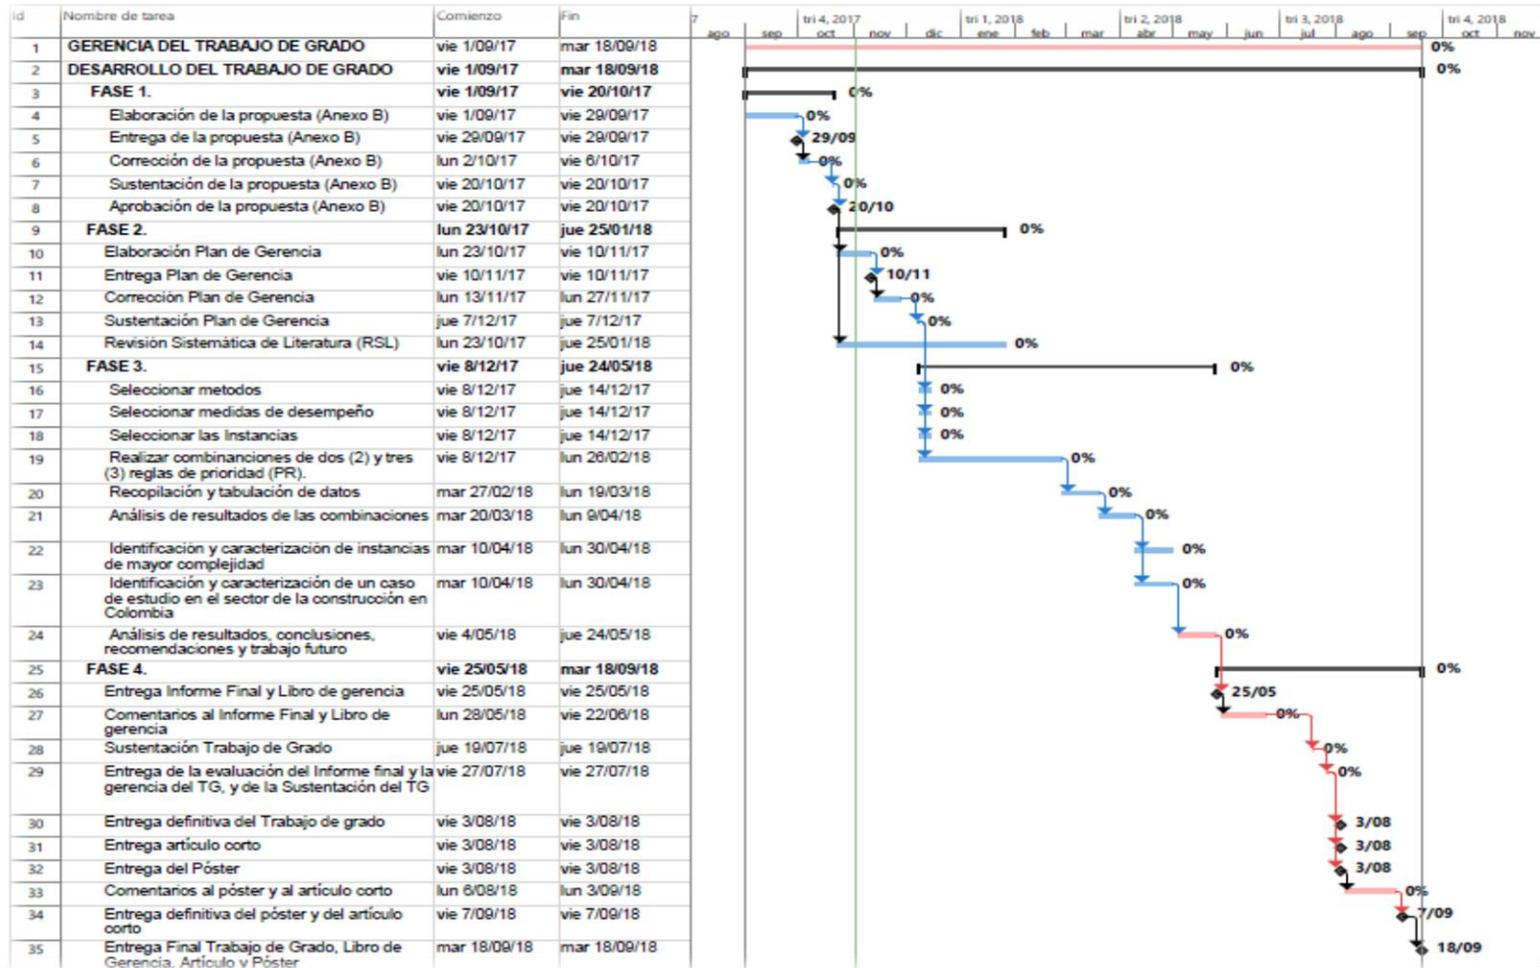 id Nombre de tarea Comienzo Fin
7 tri 4, 2017 tri 1, 2018 tri 2, 2018 tri 3, 2018 tri 4, 2018
ago sep oct nov dic ene feb mar abr may jun jul ago sep oct nov
1 GERENCIA DEL TRABAJO DE GRADO vie 1/09/17 mar 18/09/18 0%
2 DESARROLLO DEL TRABAJO DE GRADO vie 1/09/17 mar 18/09/18 0%
3 FASE 1. vie 1/09/17 vie 20/10/17 0%
4 Elaboración de la propuesta (Anexo B) vie 1/09/17 vie 29/09/17 0%
5 Entrega de la propuesta (Anexo B) vie 29/09/17 vie 29/09/17 29/09
6 Corrección de la propuesta (Anexo B) lun 2/10/17 vie 6/10/17 0%
7 Sustentación de la propuesta (Anexo B) vie 20/10/17 vie 20/10/17 0%
8 Aprobación de la propuesta (Anexo B) vie 20/10/17 vie 20/10/17 20/10
9 FASE 2. lun 23/10/17 jue 25/01/18 0%
10 Elaboración Plan de Gerencia lun 23/10/17 vie 10/11/17 0%
11 Entrega Plan de Gerencia vie 10/11/17 vie 10/11/17 10/11
12 Corrección Plan de Gerencia lun 13/11/17 lun 27/11/17 0%
13 Sustentación Plan de Gerencia jue 7/12/17 jue 7/12/17 0%
14 Revisión Sistemática de Literatura (RSL) lun 23/10/17 jue 25/01/18 0%
15 FASE 3. vie 8/12/17 jue 24/05/18 0%
16 Seleccionar metodos vie 8/12/17 jue 14/12/17 0%
17 Seleccionar medidas de desempeño vie 8/12/17 jue 14/12/17 0%
18 Seleccionar las Instancias vie 8/12/17 jue 14/12/17 0%
19 Realizar combinanciones de dos (2) y tres vie 8/12/17 lun 26/02/18 0%
(3) reglas de prioridad (PR).
20 Recopilación y tabulación de datos mar 27/02/18 lun 19/03/18 0%
21 Análisis de resultados de las combinaciones mar 20/03/18 lun 9/04/18 0%
22 Identificación y caracterización de instancias mar 10/04/18 lun 30/04/18 0%
de mayor complejidad
23 Identificación y caracterización de un caso mar 10/04/18 lun 30/04/18 0%
de estudio en el sector de la construcción en
Colombia
24 Análisis de resultados, conclusiones, vie 4/05/18 jue 24/05/18 0%
recomendaciones y trabajo futuro
25 FASE 4. vie 25/05/18 mar 18/09/18 0%
26 Entrega Informe Final y Libro de gerencia vie 25/05/18 vie 25/05/18 25/05
27 Comentarios al Informe Final y Libro de lun 28/05/18 vie 22/06/18 0%
gerencia
28 Sustentación Trabajo de Grado jue 19/07/18 jue 19/07/18 0%
29 Entrega de la evaluación del Informe final y la vie 27/07/18 vie 27/07/18 0%
gerencia del TG, y de la Sustentación del TG
30 Entrega definitiva del Trabajo de grado vie 3/08/18 vie 3/08/18 3/08
31 Entrega artículo corto vie 3/08/18 vie 3/08/18 3/08
32 Entrega del Póster vie 3/08/18 vie 3/08/18 3/08
33 Comentarios al póster y al artículo corto lun 6/08/18 lun 3/09/18 0%
34 Entrega definitiva del póster y del artículo vie 7/09/18 vie 7/09/18 7/09
corto
35 Entrega Final Trabajo de Grado, Libro de mar 18/09/18 mar 18/09/18 18/09
Gerencia, Artículo y Póster